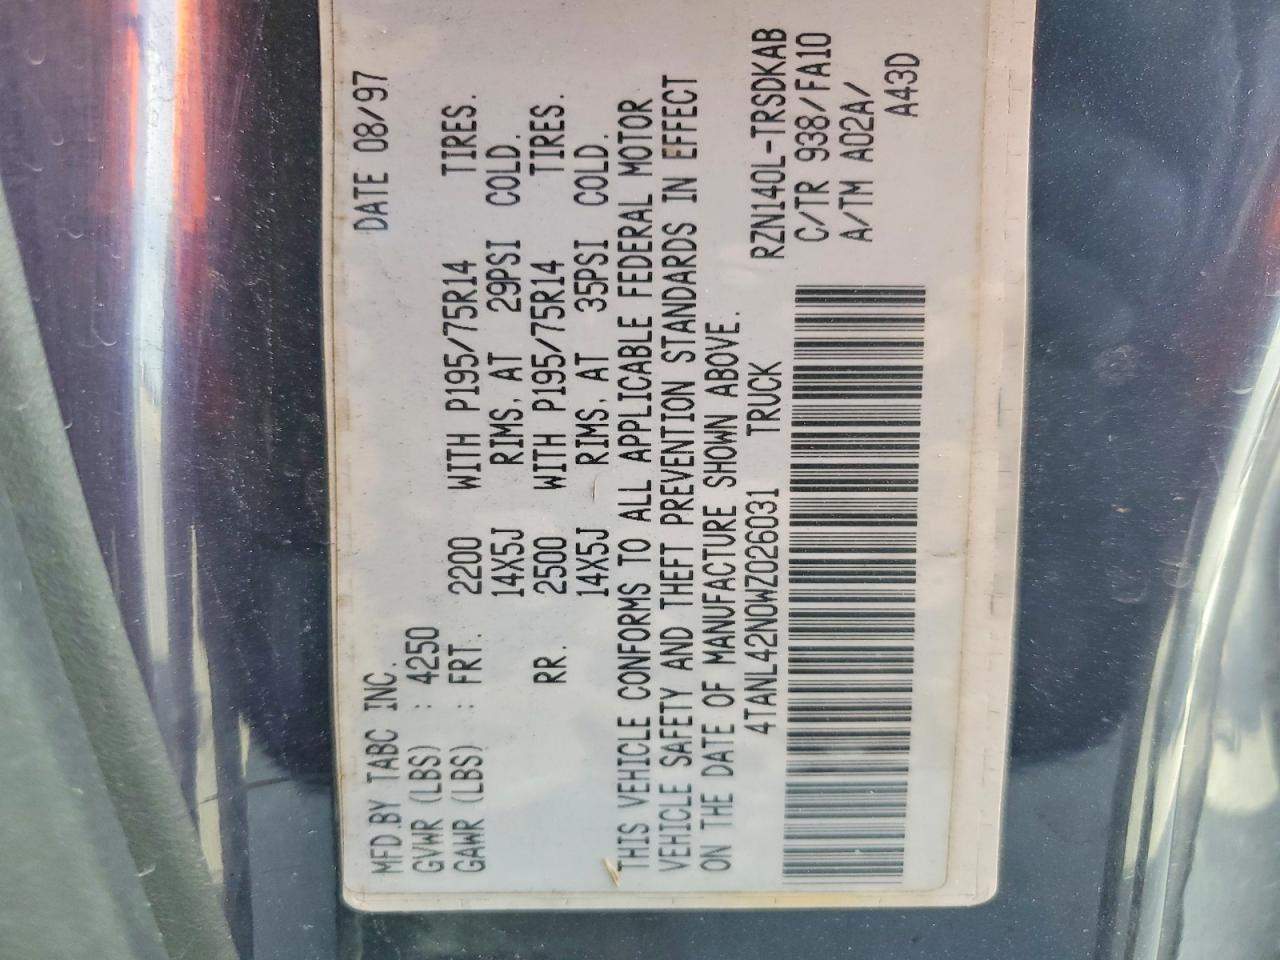 MFD.BY TABC INC. DATE 08/97
GVWR (LBS) : 4250
GAWR (LBS) : FRT. 2200 WITH P195/75R14 TIRES.
14X5J RIMS, AT 29PSI COLD.
RR. 2500 WITH P195/75R14 TIRES.
14X5J RIMS, AT 35PSI COLD.
THIS VEHICLE CONFORMS TO ALL APPLICABLE FEDERAL MOTOR
VEHICLE SAFETY AND THEFT PREVENTION STANDARDS IN EFFECT
ON THE DATE OF MANUFACTURE SHOWN ABOVE.
4TANL42N0WZ026031 TRUCK RZN140L-TRSDKAB
C/TR 938/FA10
A/TM A02A/
A43D